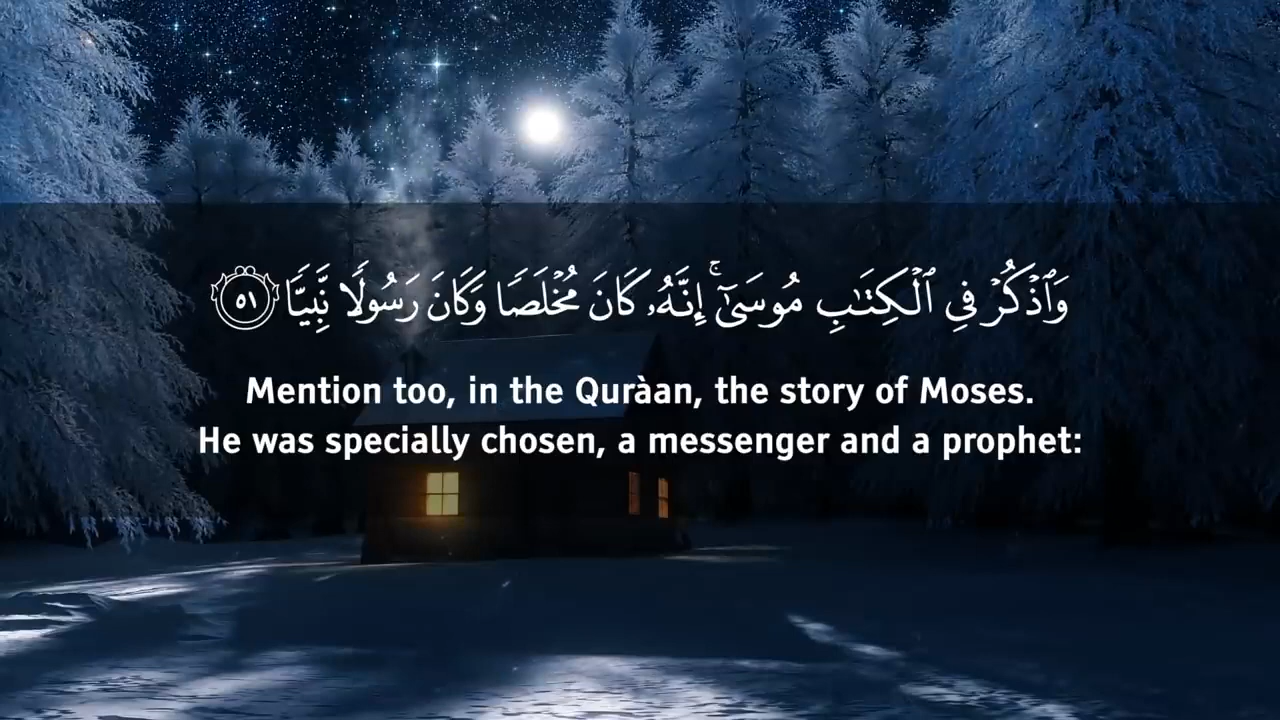 وَٱذْكُرْ فِى ٱلْكِتَٰبِ مُوسَىٰٓ ۚ إِنَّهُۥ كَانَ مُخْلَصًا وَكَانَ رَسُولًا نَّبِيًّا ٥١
Mention too, in the Quràan, the story of Moses.
He was specially chosen, a messenger and a prophet: